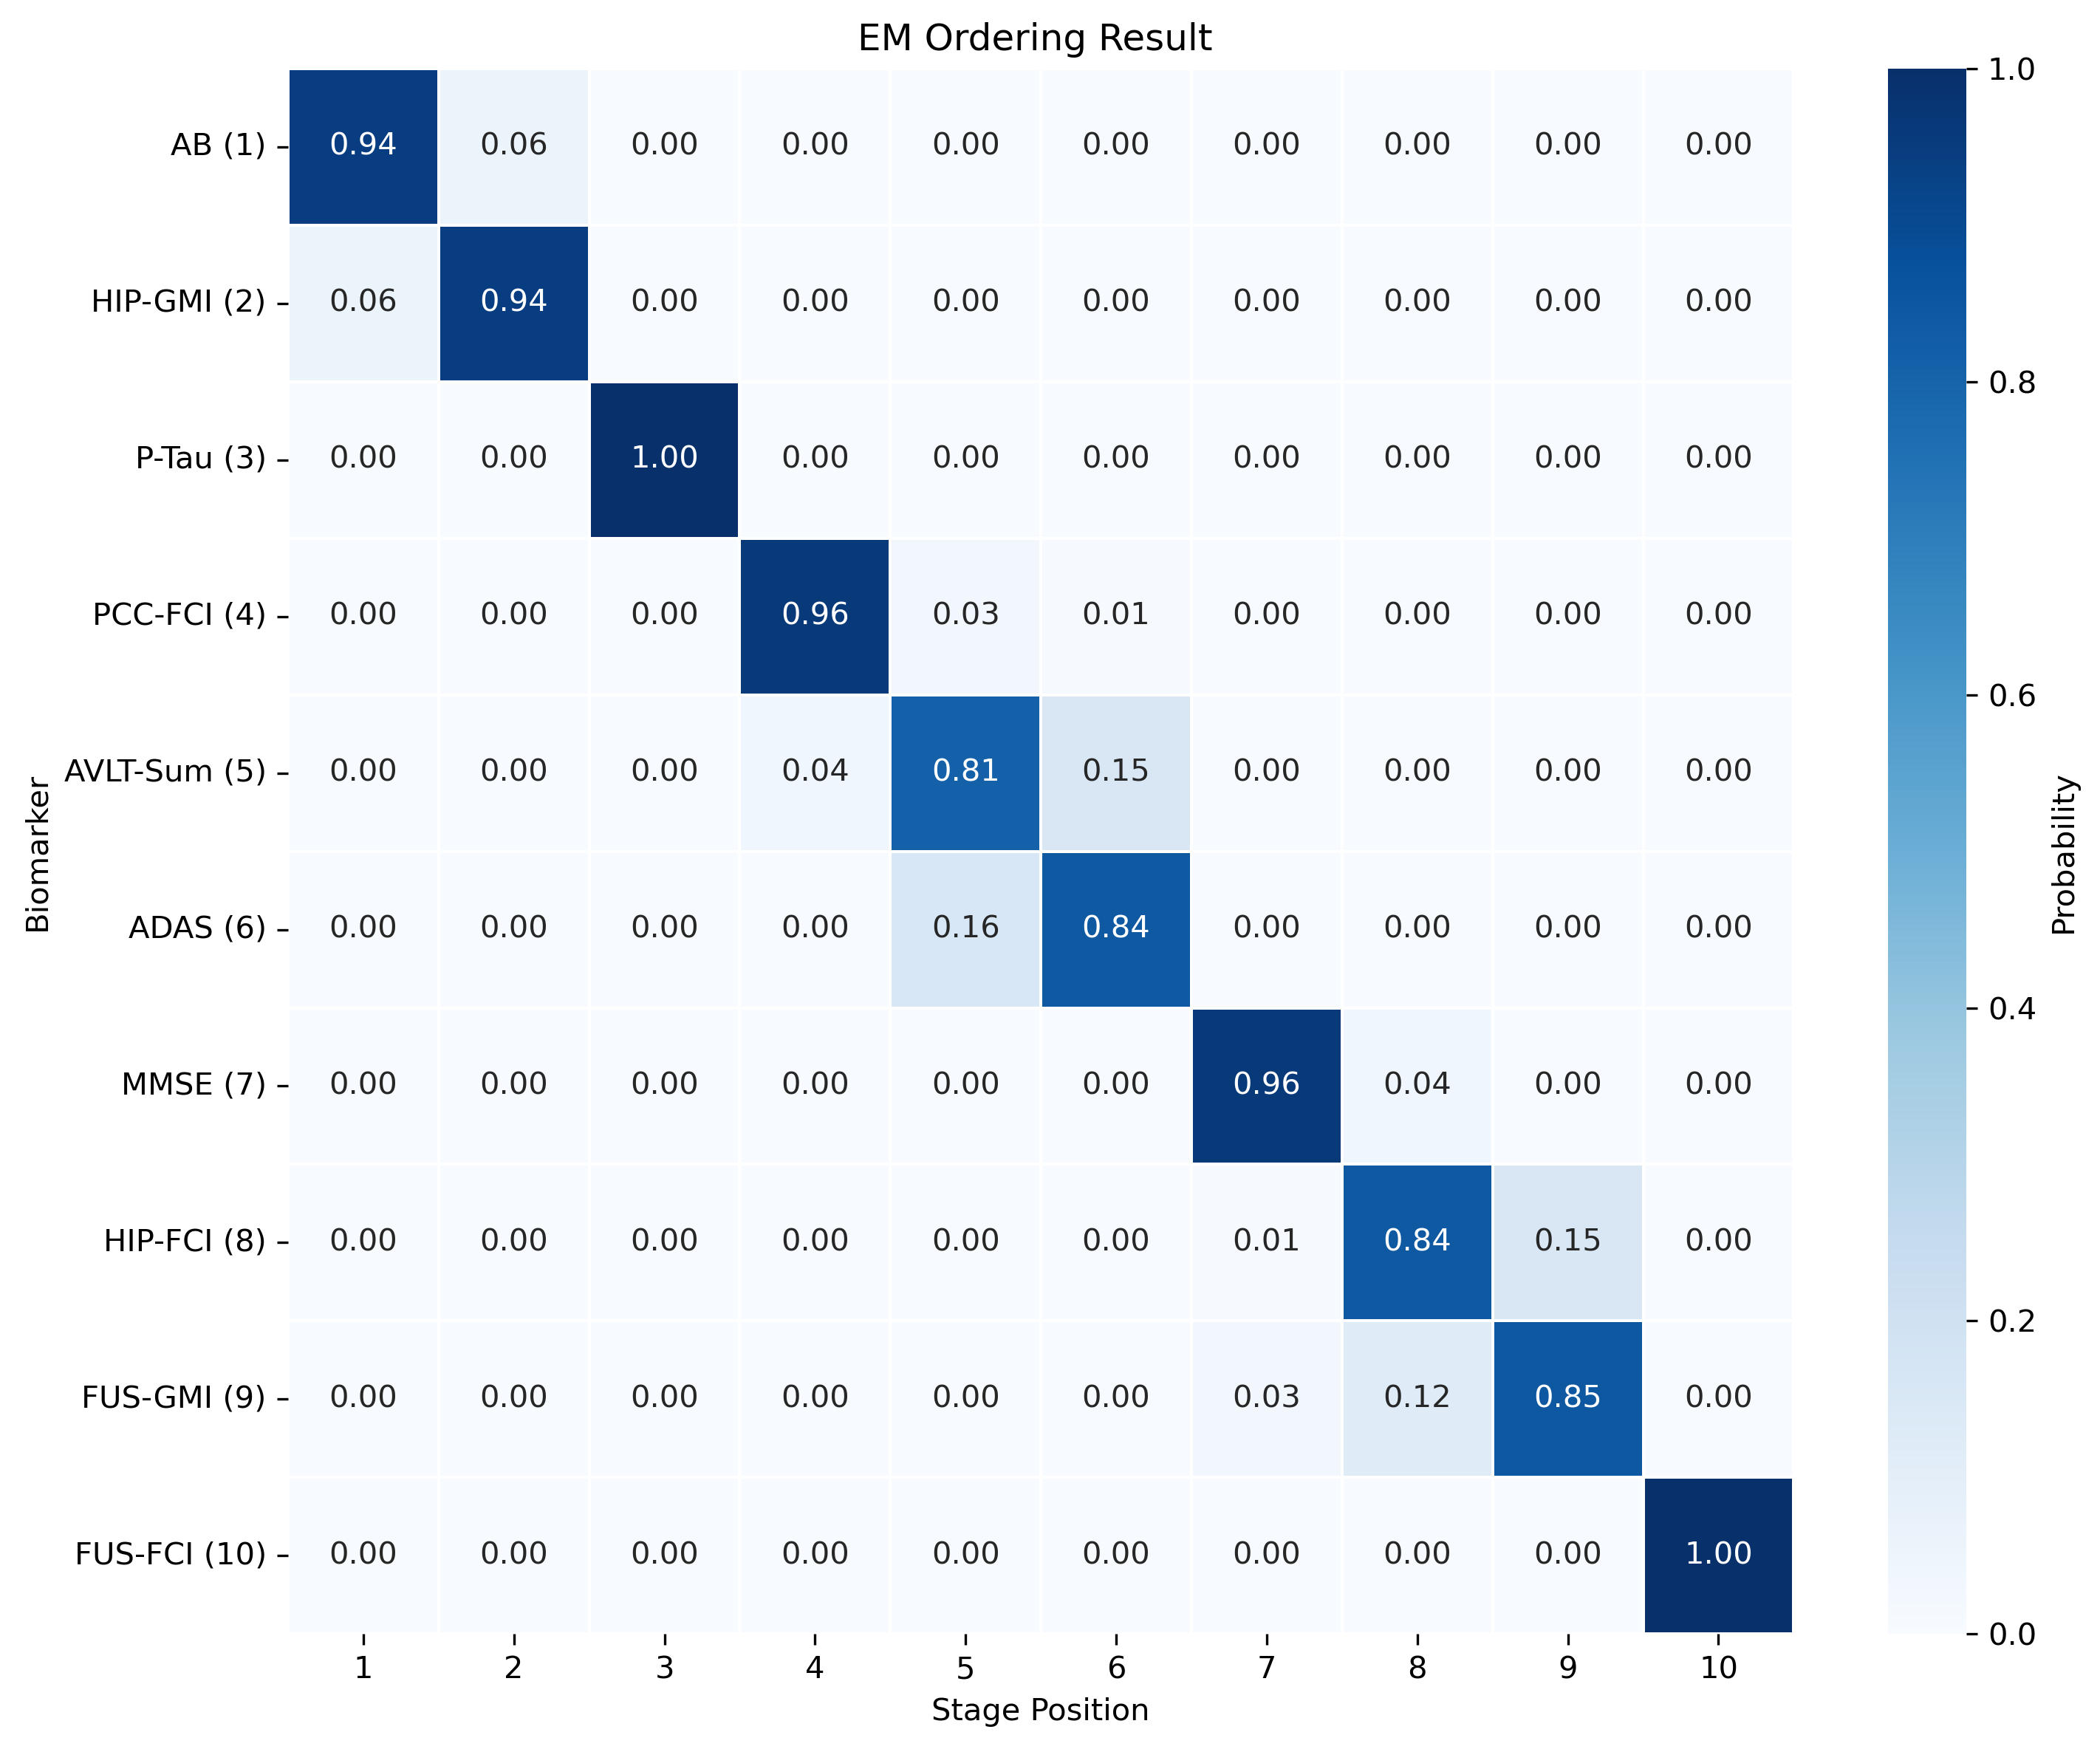 EM Ordering Result
AB (1) 0.94 0.06 0.00 0.00 0.00 0.00 0.00 0.00 0.00 0.00
HIP-GMI (2) 0.06 0.94 0.00 0.00 0.00 0.00 0.00 0.00 0.00 0.00
P-Tau (3) 0.00 0.00 1.00 0.00 0.00 0.00 0.00 0.00 0.00 0.00
PCC-FCI (4) 0.00 0.00 0.00 0.96 0.03 0.01 0.00 0.00 0.00 0.00
AVLT-Sum (5) 0.00 0.00 0.00 0.04 0.81 0.15 0.00 0.00 0.00 0.00
ADAS (6) 0.00 0.00 0.00 0.00 0.16 0.84 0.00 0.00 0.00 0.00
MMSE (7) 0.00 0.00 0.00 0.00 0.00 0.00 0.96 0.04 0.00 0.00
HIP-FCI (8) 0.00 0.00 0.00 0.00 0.00 0.00 0.01 0.84 0.15 0.00
FUS-GMI (9) 0.00 0.00 0.00 0.00 0.00 0.00 0.03 0.12 0.85 0.00
FUS-FCI (10) 0.00 0.00 0.00 0.00 0.00 0.00 0.00 0.00 0.00 1.00
1 2 3 4 5 6 7 8 9 10
Stage Position
Biomarker
1.0
0.8
0.6
0.4
0.2
0.0
Probability